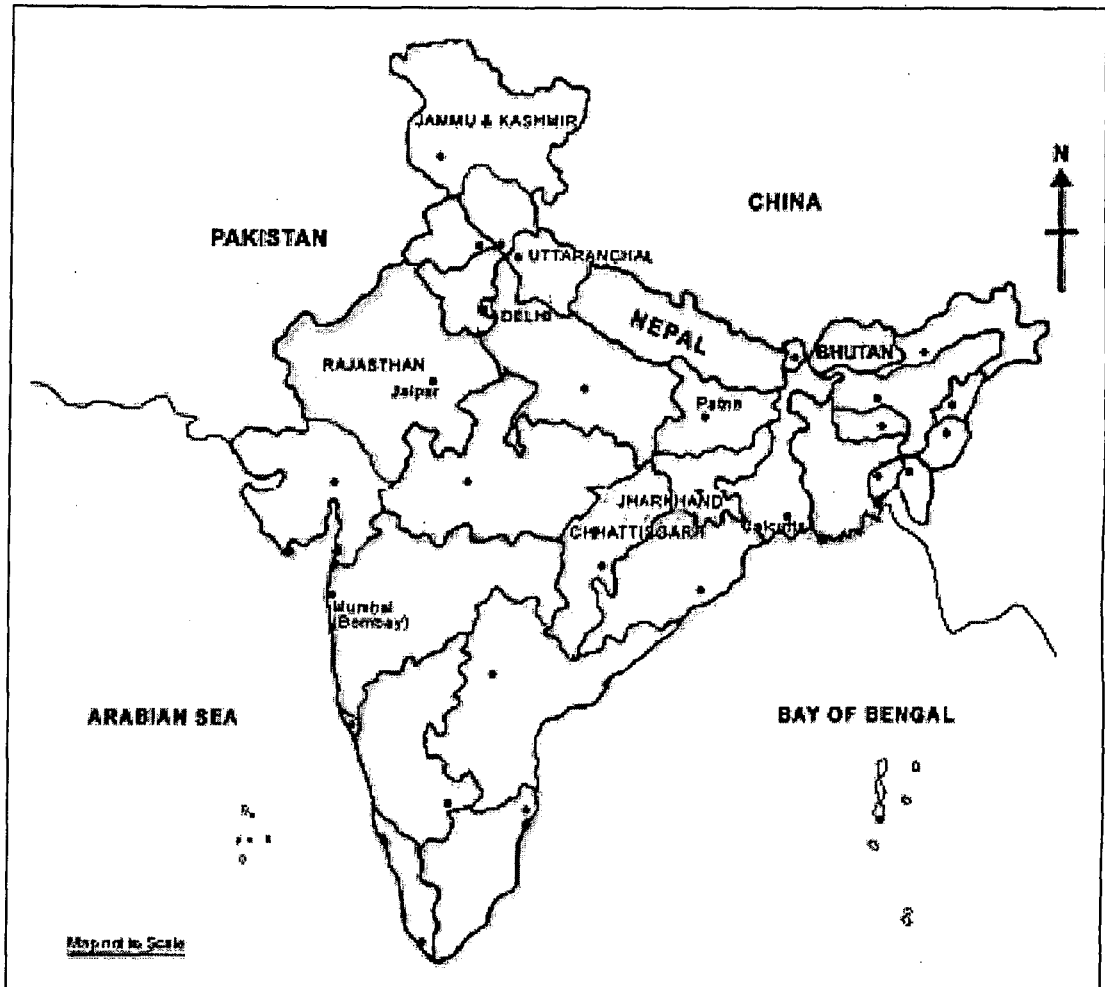 JAMMU & KASHMIR
N
CHINA
PAKISTAN
UTTARANCHAL
DELHI
NEPAL
BHUTAN
RAJASTHAN
Jaipur
Patna
JHARKHAND
CHHATTISGARH
Calcutta
Mumbai
(Bombay)
ARABIAN SEA
BAY OF BENGAL
Map not to Scale